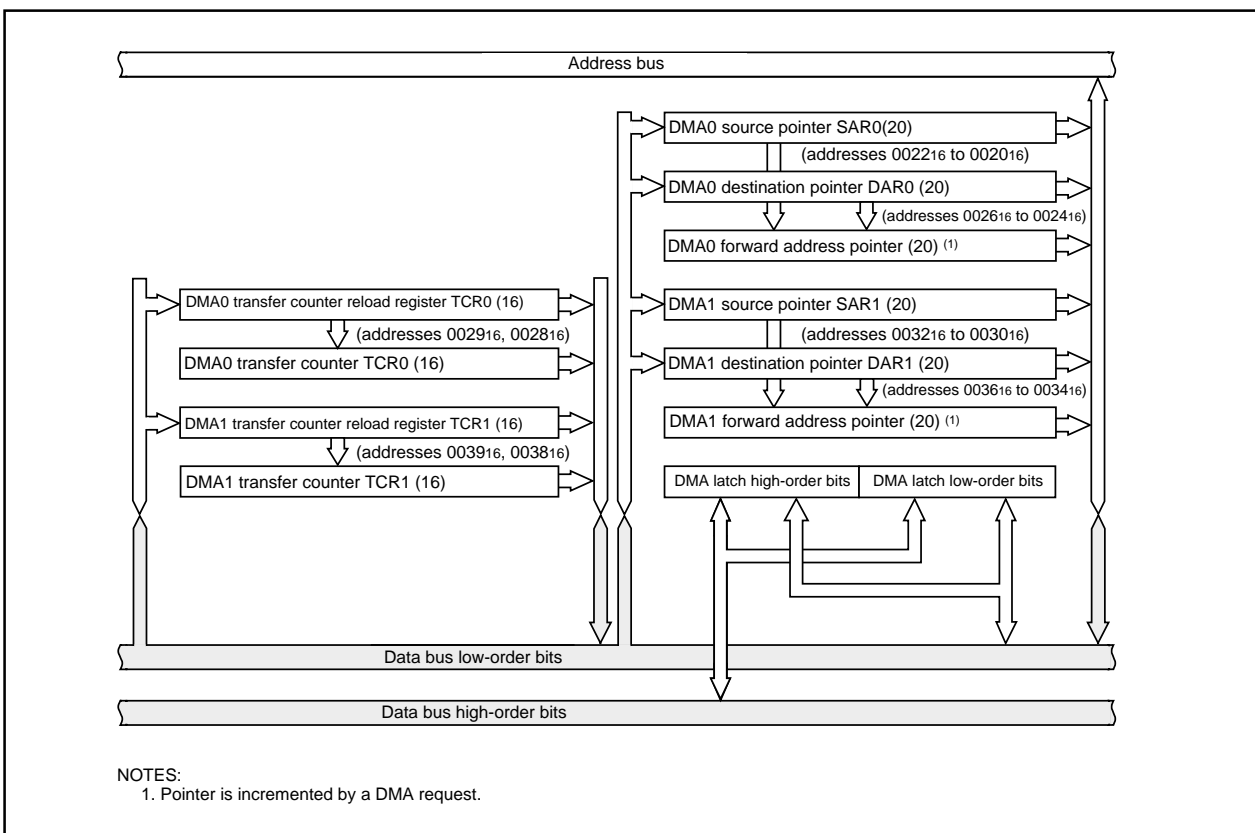 Address bus
DMA0 source pointer SAR0(20)
(addresses 002216 to 002016)
DMA0 destination pointer DAR0 (20)
(addresses 002616 to 002416)
DMA0 forward address pointer (20) (1)
DMA0 transfer counter reload register TCR0 (16)
(addresses 002916, 002816)
DMA0 transfer counter TCR0 (16)
DMA1 transfer counter reload register TCR1 (16)
(addresses 003916, 003816)
DMA1 transfer counter TCR1 (16)
DMA1 source pointer SAR1 (20)
(addresses 003216 to 003016)
DMA1 destination pointer DAR1 (20)
(addresses 003616 to 003416)
DMA1 forward address pointer (20) (1)
DMA latch high-order bits DMA latch low-order bits
Data bus low-order bits
Data bus high-order bits
NOTES:
1. Pointer is incremented by a DMA request.